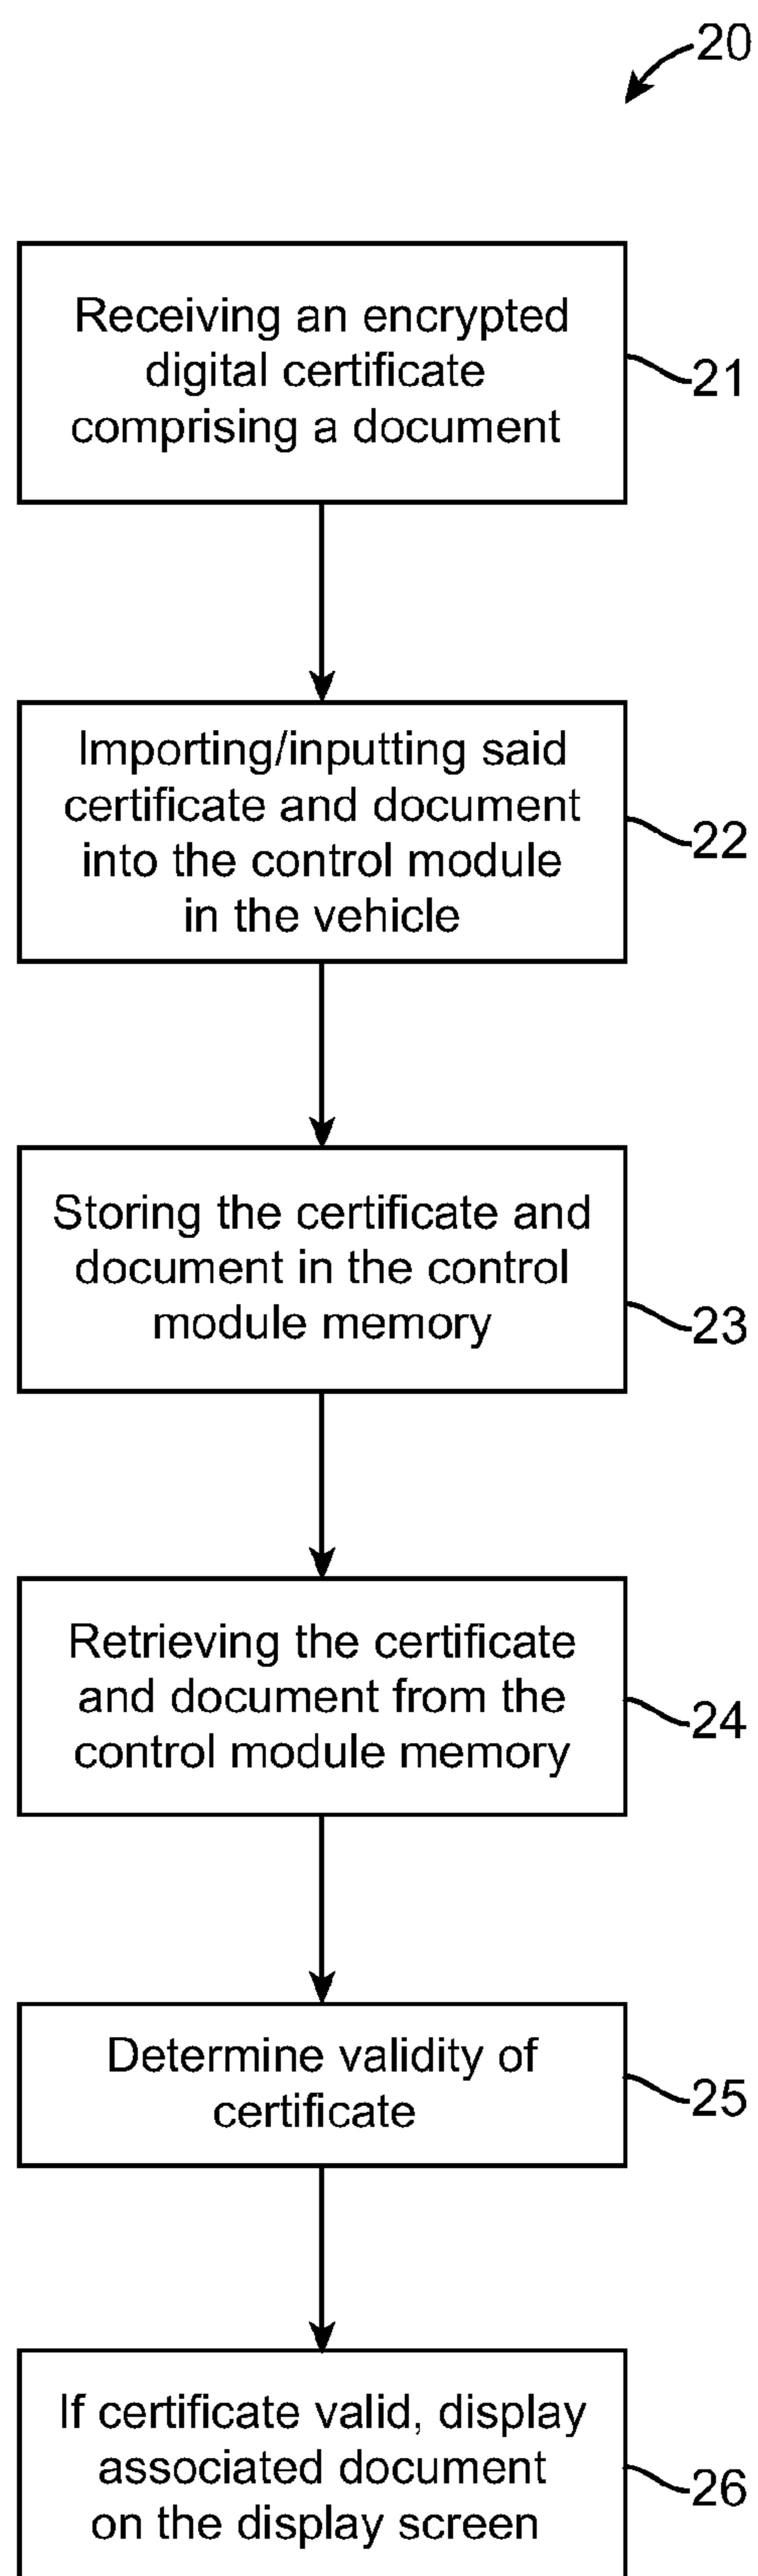 20
Receiving an encrypted
digital certificate
comprising a document
21
Importing/inputting said
certificate and document
into the control module
in the vehicle
22
Storing the certificate and
document in the control
module memory
23
Retrieving the certificate
and document from the
control module memory
24
Determine validity of
certificate
25
If certificate valid, display
associated document
on the display screen
26